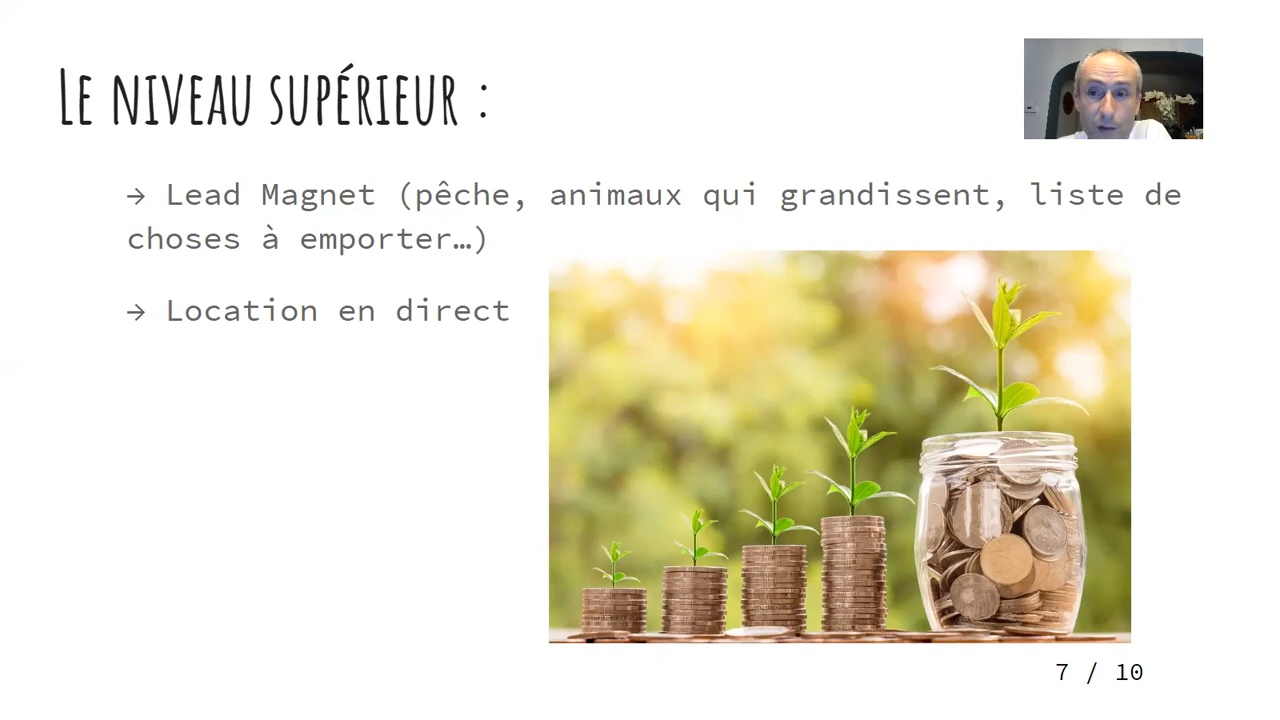 Le niveau supérieur :
→ Lead Magnet (pêche, animaux qui grandissent, liste de
choses à emporter…)
→ Location en direct
7 / 10